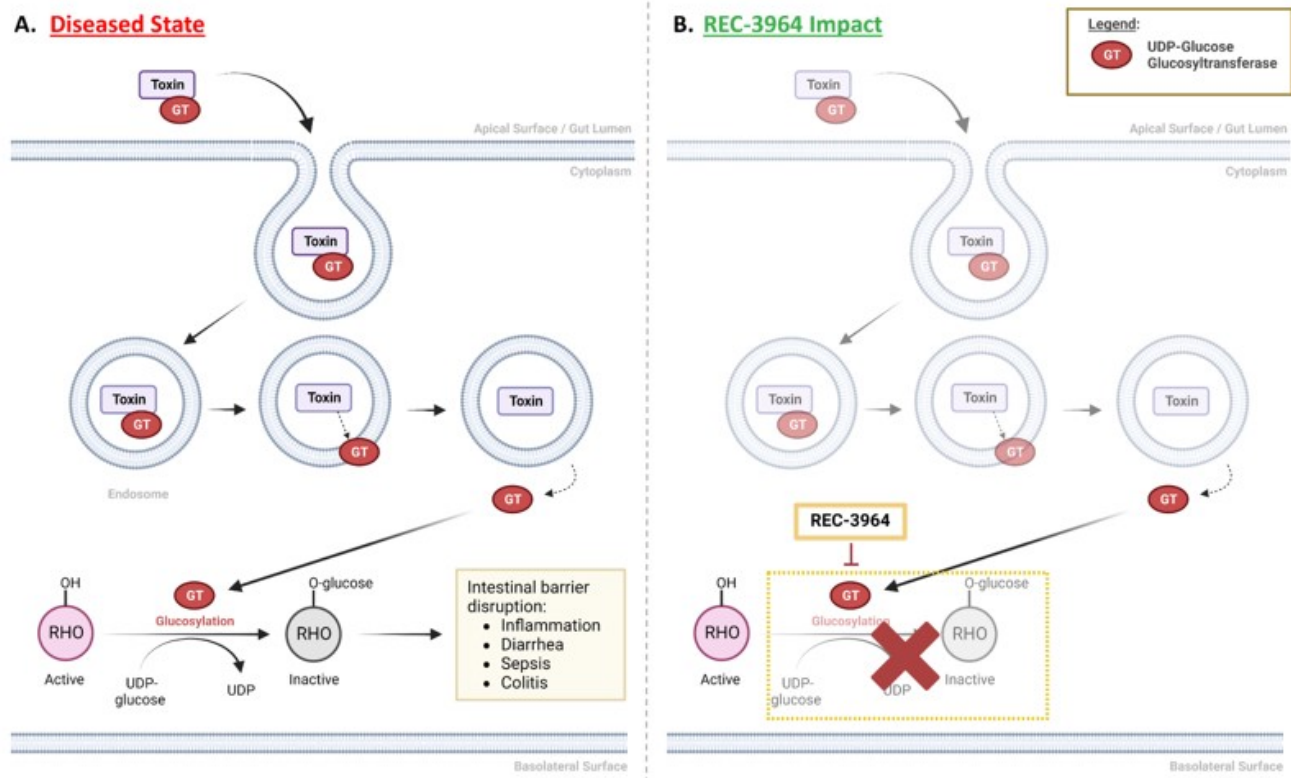 A. Diseased State
Toxin
GT
Apical Surface / Gut Lumen
Cytoplasm
Toxin
GT
Toxin
GT
Toxin
GT
Toxin
Endosome
GT
OH
RHO
Active
GT
Glucosylation
UDP-
glucose
UDP
O-glucose
RHO
Inactive
Intestinal barrier
disruption:
• Inflammation
• Diarrhea
• Sepsis
• Colitis
Basolateral Surface
B. REC-3964 Impact
Legend:
GT
UDP-Glucose
Glucosyltransferase
Toxin
GT
Apical Surface / Gut Lumen
Cytoplasm
Toxin
GT
Toxin
GT
Toxin
GT
Toxin
GT
REC-3964
OH
RHO
Active
GT
Glucosylation
UDP-
glucose
UDP
O-glucose
RHO
Inactive
Basolateral Surface